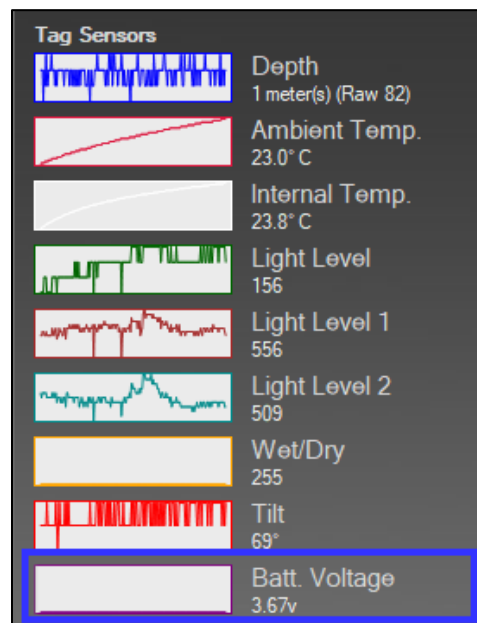 Tag Sensors
Depth
1 meter(s) (Raw 82)
Ambient Temp.
23.0° C
Internal Temp.
23.8° C
Light Level
156
Light Level 1
556
Light Level 2
509
Wet/Dry
255
Tilt
69°
Batt. Voltage
3.67v